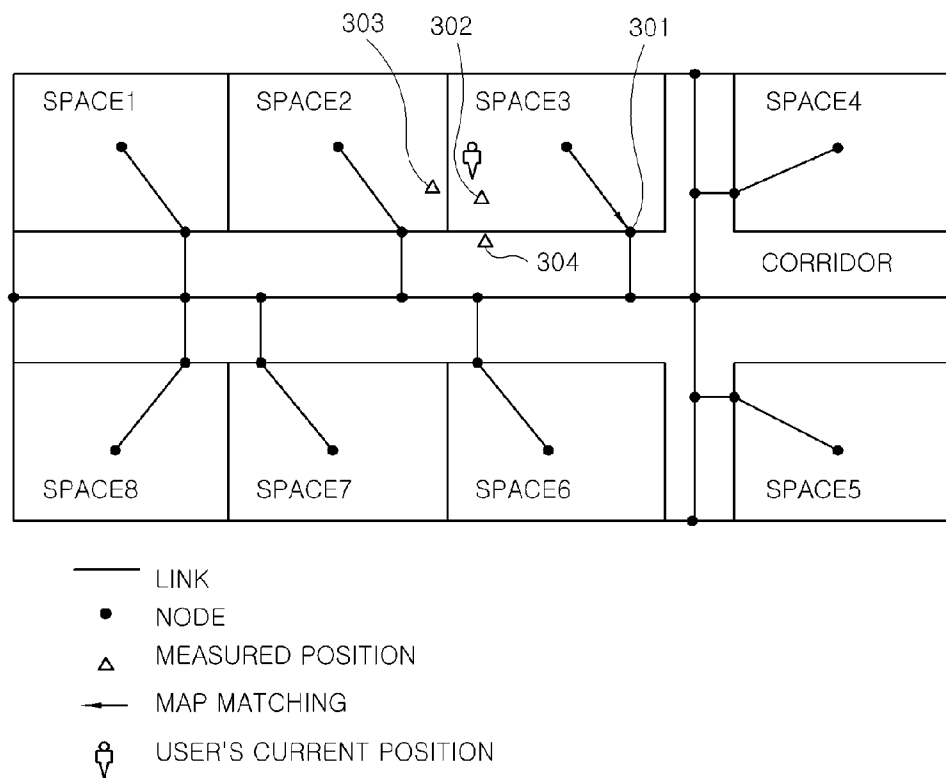 303 302 301
SPACE1 SPACE2 SPACE3 SPACE4
304 CORRIDOR
SPACE8 SPACE7 SPACE6 SPACE5
LINK
NODE
MEASURED POSITION
MAP MATCHING
USER'S CURRENT POSITION